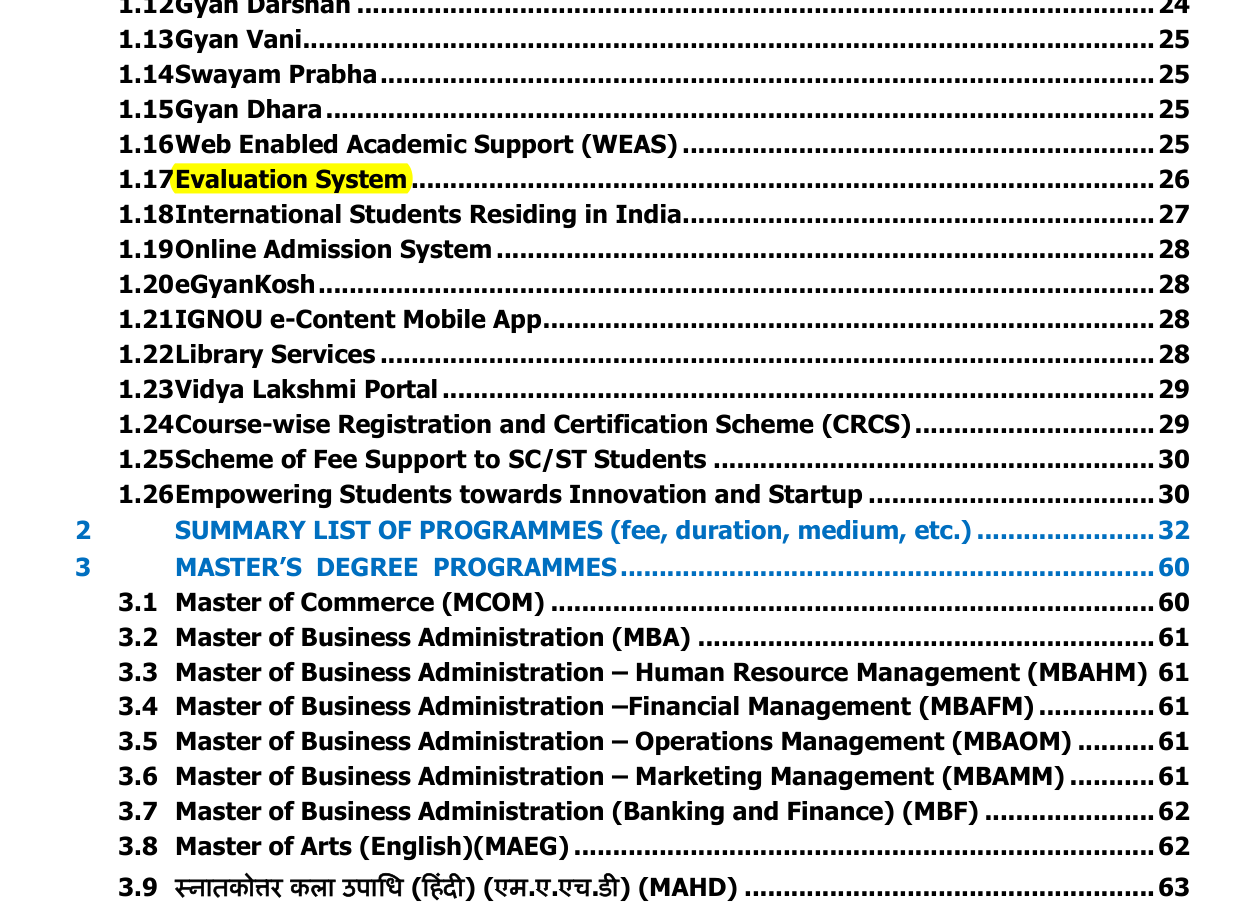 1.12Gyan Darshan ........................................................................................................ 24
1.13Gyan Vani............................................................................................................... 25
1.14Swayam Prabha..................................................................................................... 25
1.15Gyan Dhara ............................................................................................................ 25
1.16Web Enabled Academic Support (WEAS) .............................................................. 25
1.17Evaluation System................................................................................................. 26
1.18International Students Residing in India............................................................. 27
1.19Online Admission System ...................................................................................... 28
1.20eGyanKosh ............................................................................................................. 28
1.21IGNOU e-Content Mobile App................................................................................ 28
1.22Library Services ..................................................................................................... 28
1.23Vidya Lakshmi Portal ............................................................................................. 29
1.24Course-wise Registration and Certification Scheme (CRCS) ............................... 29
1.25Scheme of Fee Support to SC/ST Students .......................................................... 30
1.26Empowering Students towards Innovation and Startup ..................................... 30
2 SUMMARY LIST OF PROGRAMMES (fee, duration, medium, etc.) ....................... 32
3 MASTER’S DEGREE PROGRAMMES..................................................................... 60
3.1 Master of Commerce (MCOM) .............................................................................. 60
3.2 Master of Business Administration (MBA) ........................................................... 61
3.3 Master of Business Administration – Human Resource Management (MBAHM) 61
3.4 Master of Business Administration –Financial Management (MBAFM) ............... 61
3.5 Master of Business Administration – Operations Management (MBAOM) .......... 61
3.6 Master of Business Administration – Marketing Management (MBAMM) ........... 61
3.7 Master of Business Administration (Banking and Finance) (MBF) ...................... 62
3.8 Master of Arts (English)(MAEG) ........................................................................... 62
3.9 स्नातकोत्तर कला उपाधि (हिंदी) (एम.ए.एच.डी) (MAHD) ..................................................... 63